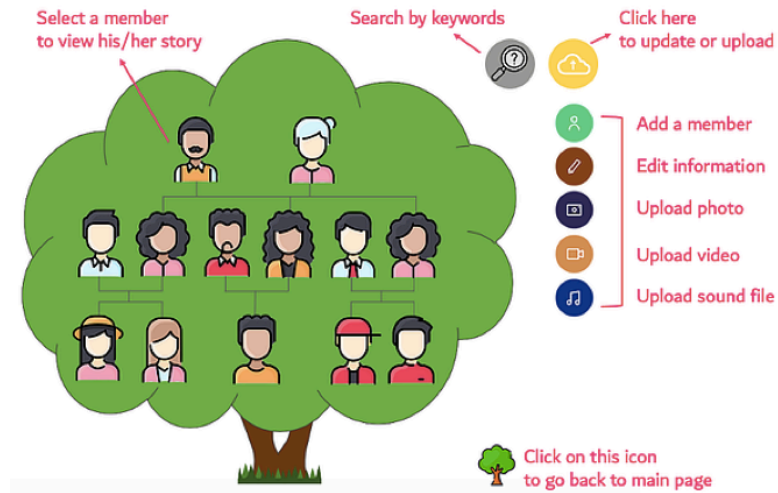 Select a member
to view his/her story
Search by keywords
Click here
to update or upload
?
Add a member
Edit information
Upload photo
Upload video
Upload sound file
Click on this icon
to go back to main page